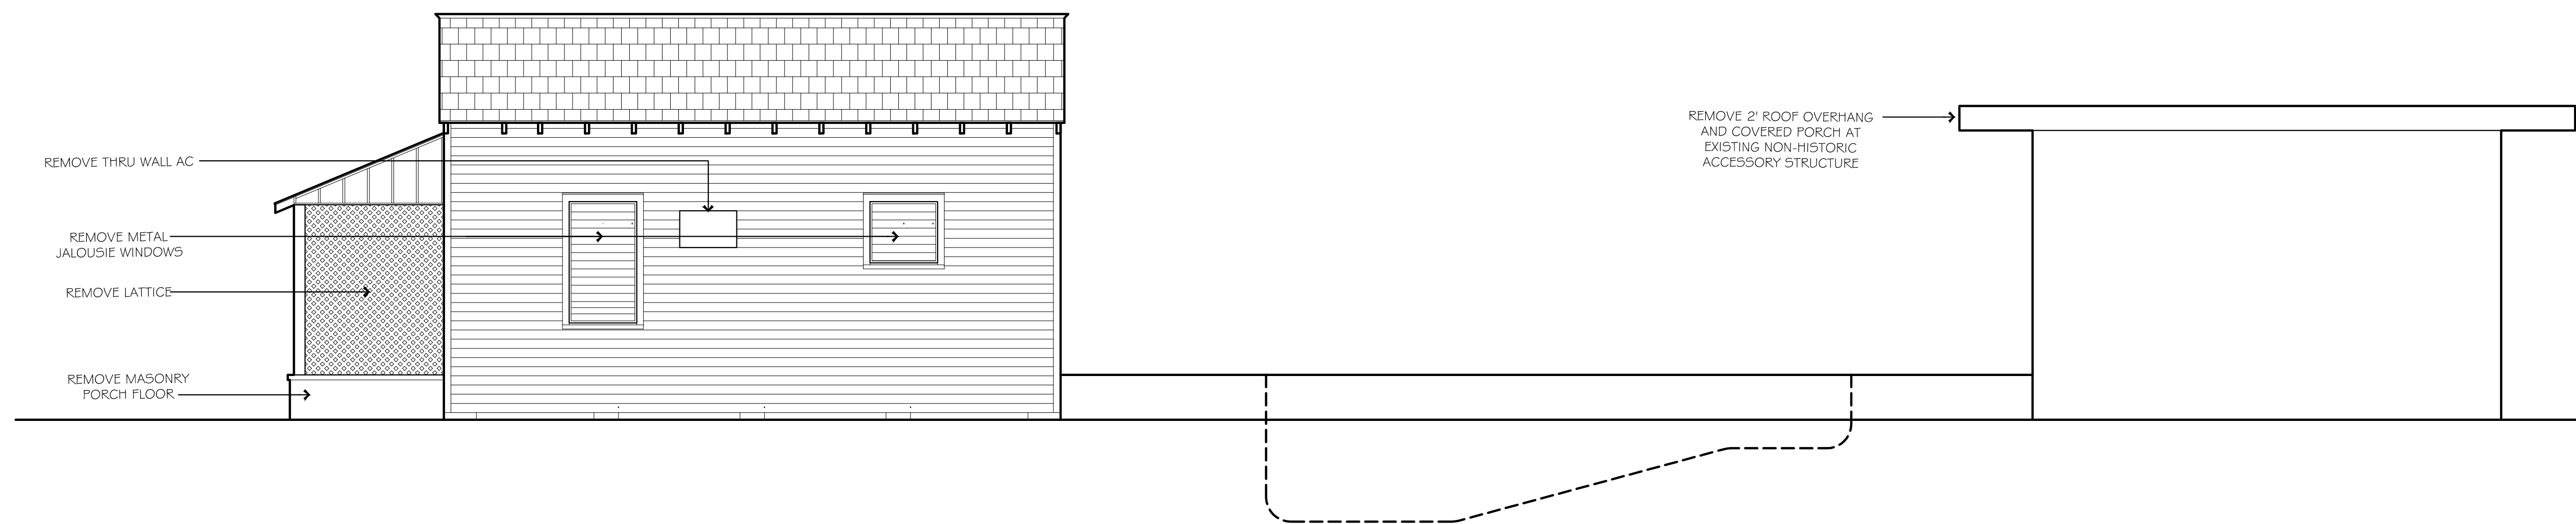 REMOVE THRU WALL AC
REMOVE METAL
JALOUSIE WINDOWS
REMOVE LATTICE
REMOVE MASONRY
PORCH FLOOR
REMOVE 2' ROOF OVERHANG
AND COVERED PORCH AT
EXISTING NON-HISTORIC
ACCESSORY STRUCTURE